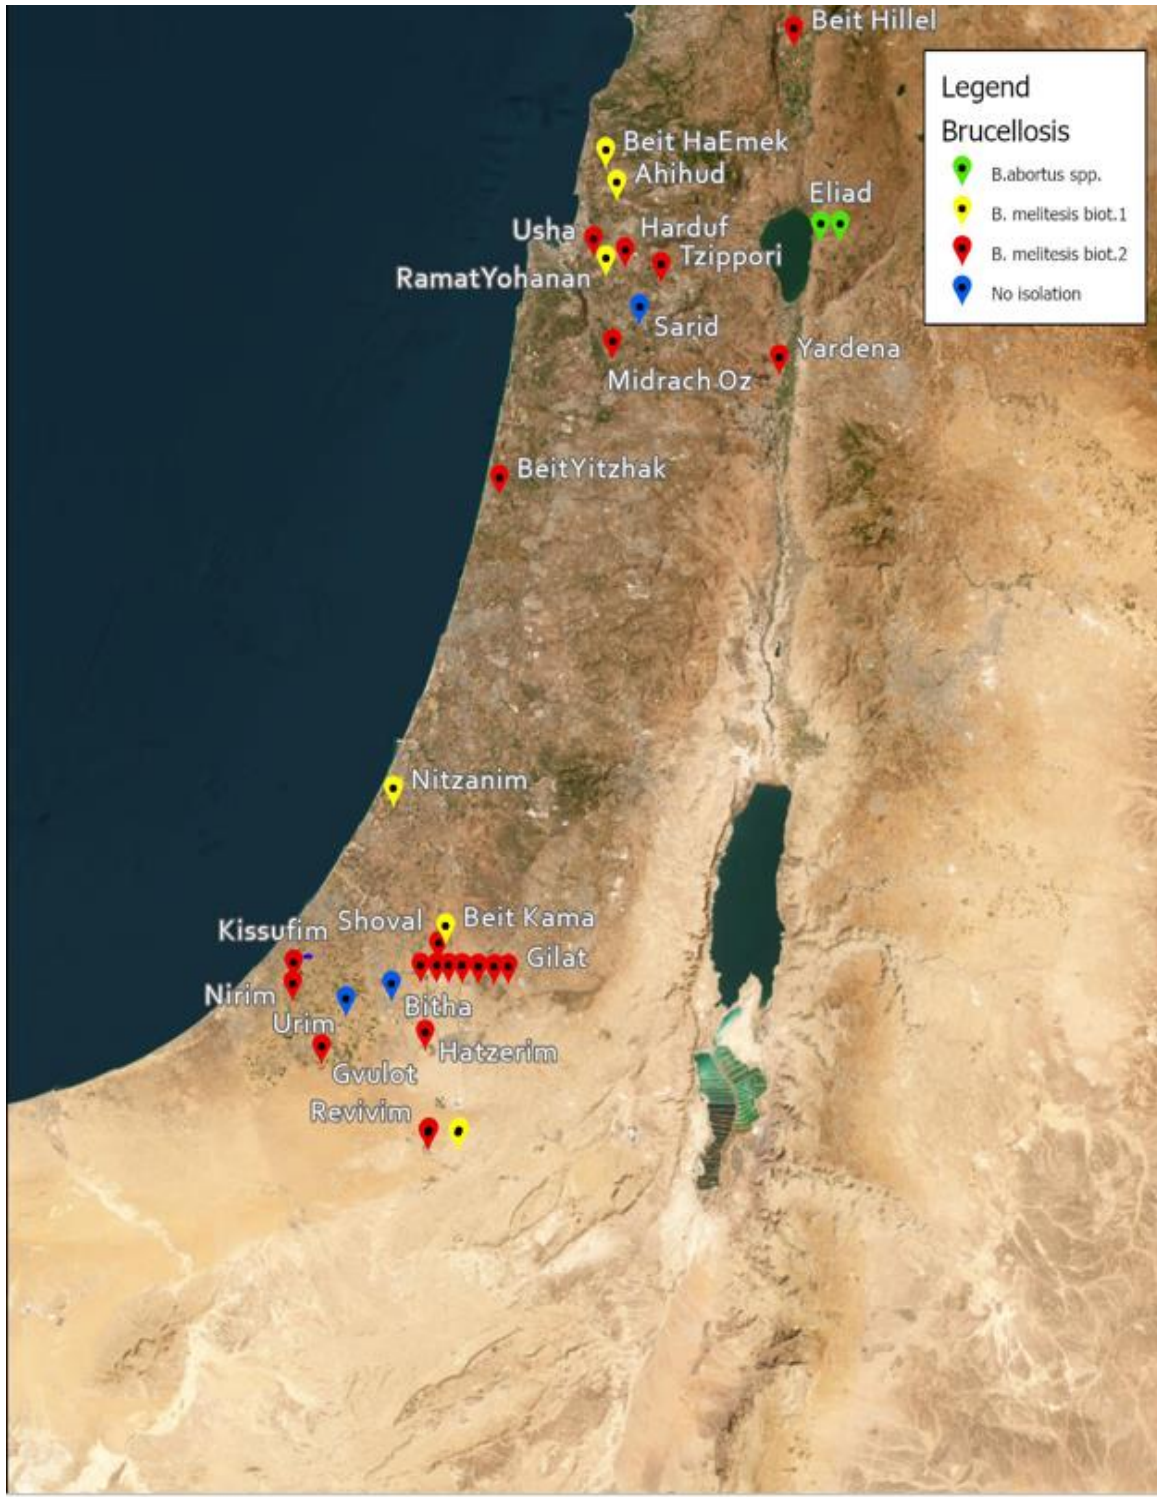 Beit Hillel
Legend
Brucellosis
B.abortus spp.
B. melitesis biot.1
B. melitesis biot.2
No isolation
Beit HaEmek
Ahihud
Eliad
Usha
Harduf
Tzippori
RamatYohanan
Sarid
Yardena
Midrach Oz
BeitYitzhak
Nitzanim
Shoval
Beit Kama
Kissufim
Gilat
Nirim
Bitha
Urim
Hatzerim
Gvulot
Revivim